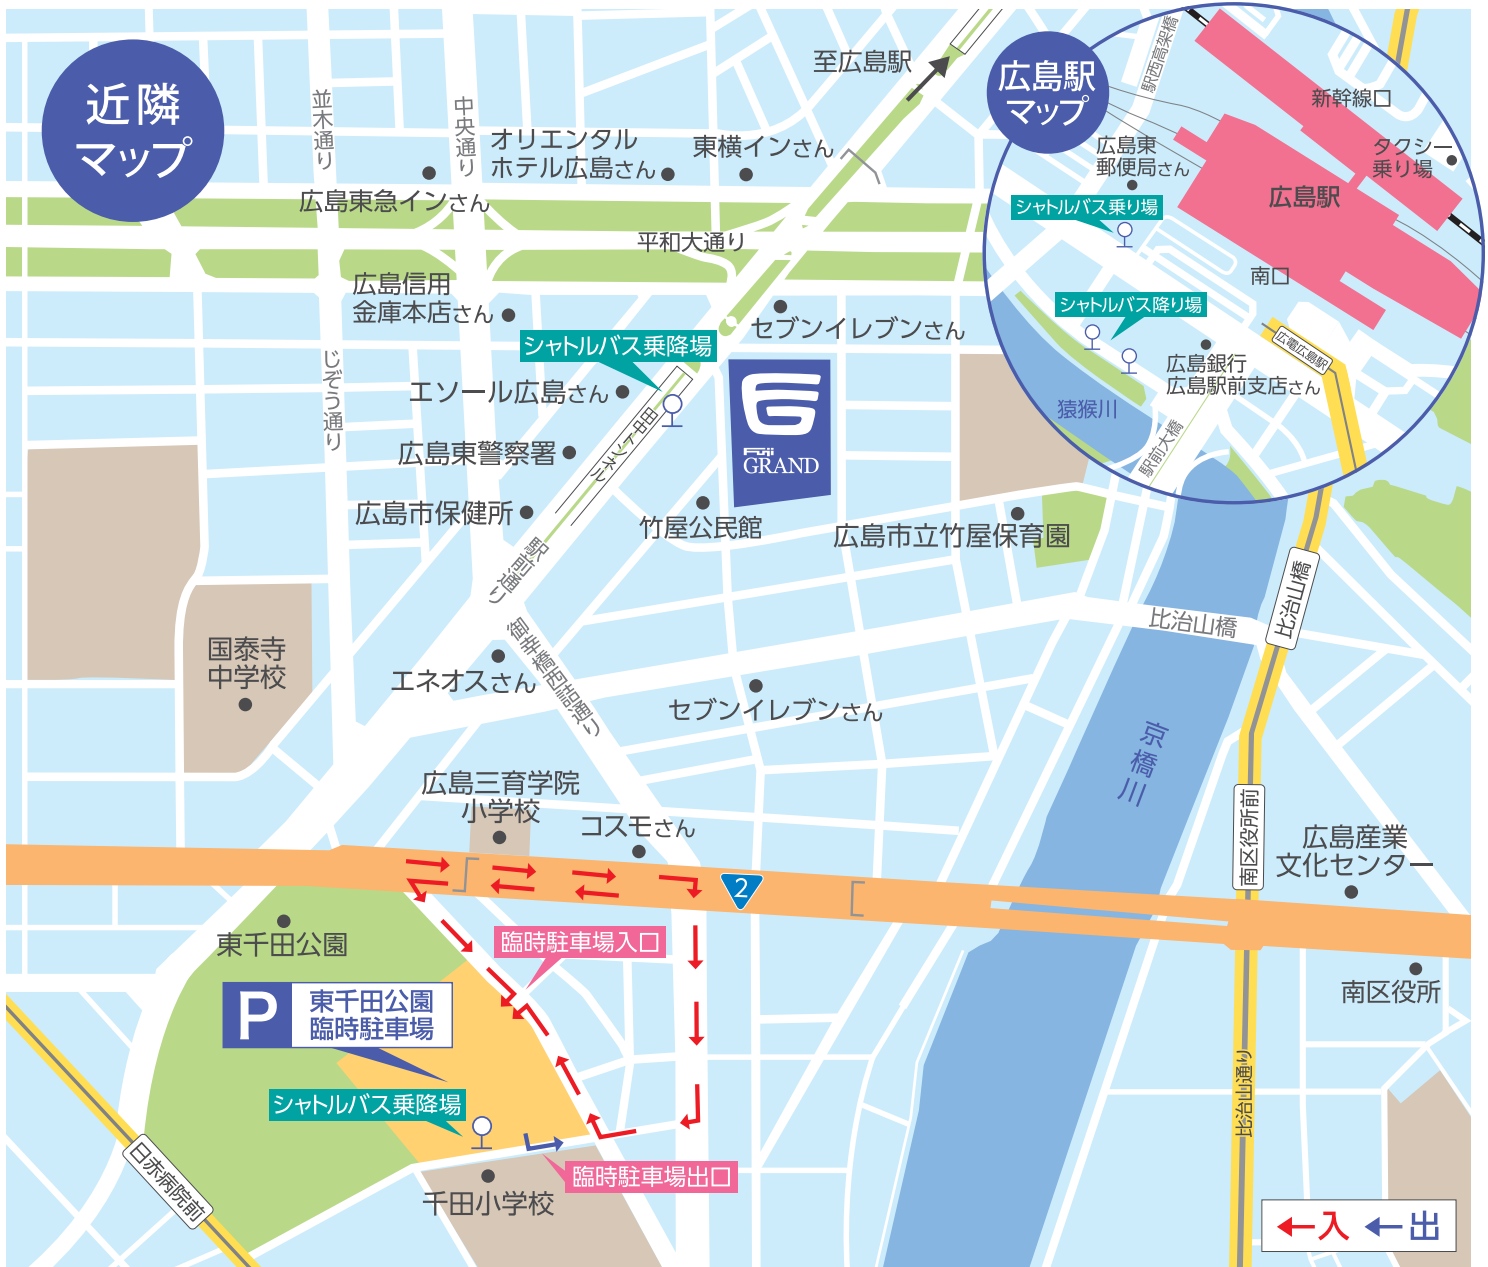 近隣
マップ
並木通り
中央通り
オリエンタル
ホテル広島さん
東横インさん
至広島駅
広島東急インさん
平和大通り
広島信用
金庫本店さん
セブンイレブンさん
シャトルバス乗降場
じぞう通り
エソール広島さん
田中町トンネル
FUJI
GRAND
広島東警察署
広島市保健所
竹屋公民館
広島市立竹屋保育園
駅前通り
御幸橋西詰通り
比治山橋
比治山橋
国泰寺
中学校
エネオスさん
セブンイレブンさん
京橋川
広島三育学院
小学校
コスモさん
南区役所前
広島産業
文化センター
2
東千田公園
臨時駐車場入口
南区役所
P
東千田公園
臨時駐車場
シャトルバス乗降場
比治山通り
日赤病院前
臨時駐車場出口
千田小学校
入
出
広島駅
マップ
駅西高架橋
新幹線口
タクシー
乗り場
広島東
郵便局さん
広島駅
シャトルバス乗り場
南口
シャトルバス降り場
広電広島駅
広島銀行
広島駅前支店さん
猿猴川
駅前大橋